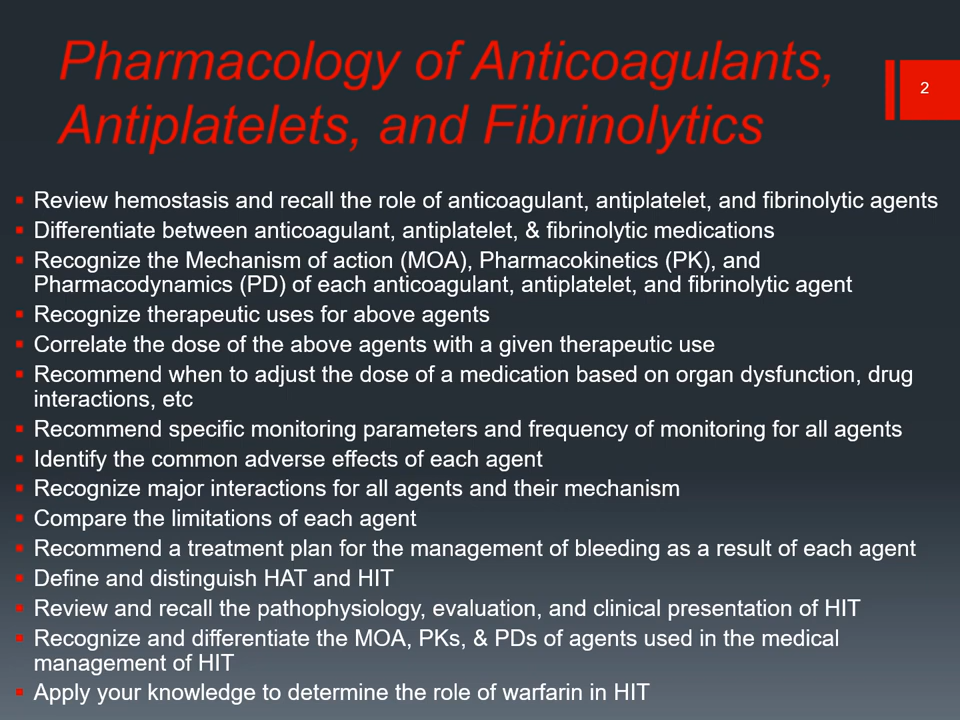 Pharmacology of Anticoagulants,
Antiplatelets, and Fibrinolytics
2
▪ Review hemostasis and recall the role of anticoagulant, antiplatelet, and fibrinolytic agents
▪ Differentiate between anticoagulant, antiplatelet, & fibrinolytic medications
▪ Recognize the Mechanism of action (MOA), Pharmacokinetics (PK), and
Pharmacodynamics (PD) of each anticoagulant, antiplatelet, and fibrinolytic agent
▪ Recognize therapeutic uses for above agents
▪ Correlate the dose of the above agents with a given therapeutic use
▪ Recommend when to adjust the dose of a medication based on organ dysfunction, drug
interactions, etc
▪ Recommend specific monitoring parameters and frequency of monitoring for all agents
▪ Identify the common adverse effects of each agent
▪ Recognize major interactions for all agents and their mechanism
▪ Compare the limitations of each agent
▪ Recommend a treatment plan for the management of bleeding as a result of each agent
▪ Define and distinguish HAT and HIT
▪ Review and recall the pathophysiology, evaluation, and clinical presentation of HIT
▪ Recognize and differentiate the MOA, PKs, & PDs of agents used in the medical
management of HIT
▪ Apply your knowledge to determine the role of warfarin in HIT